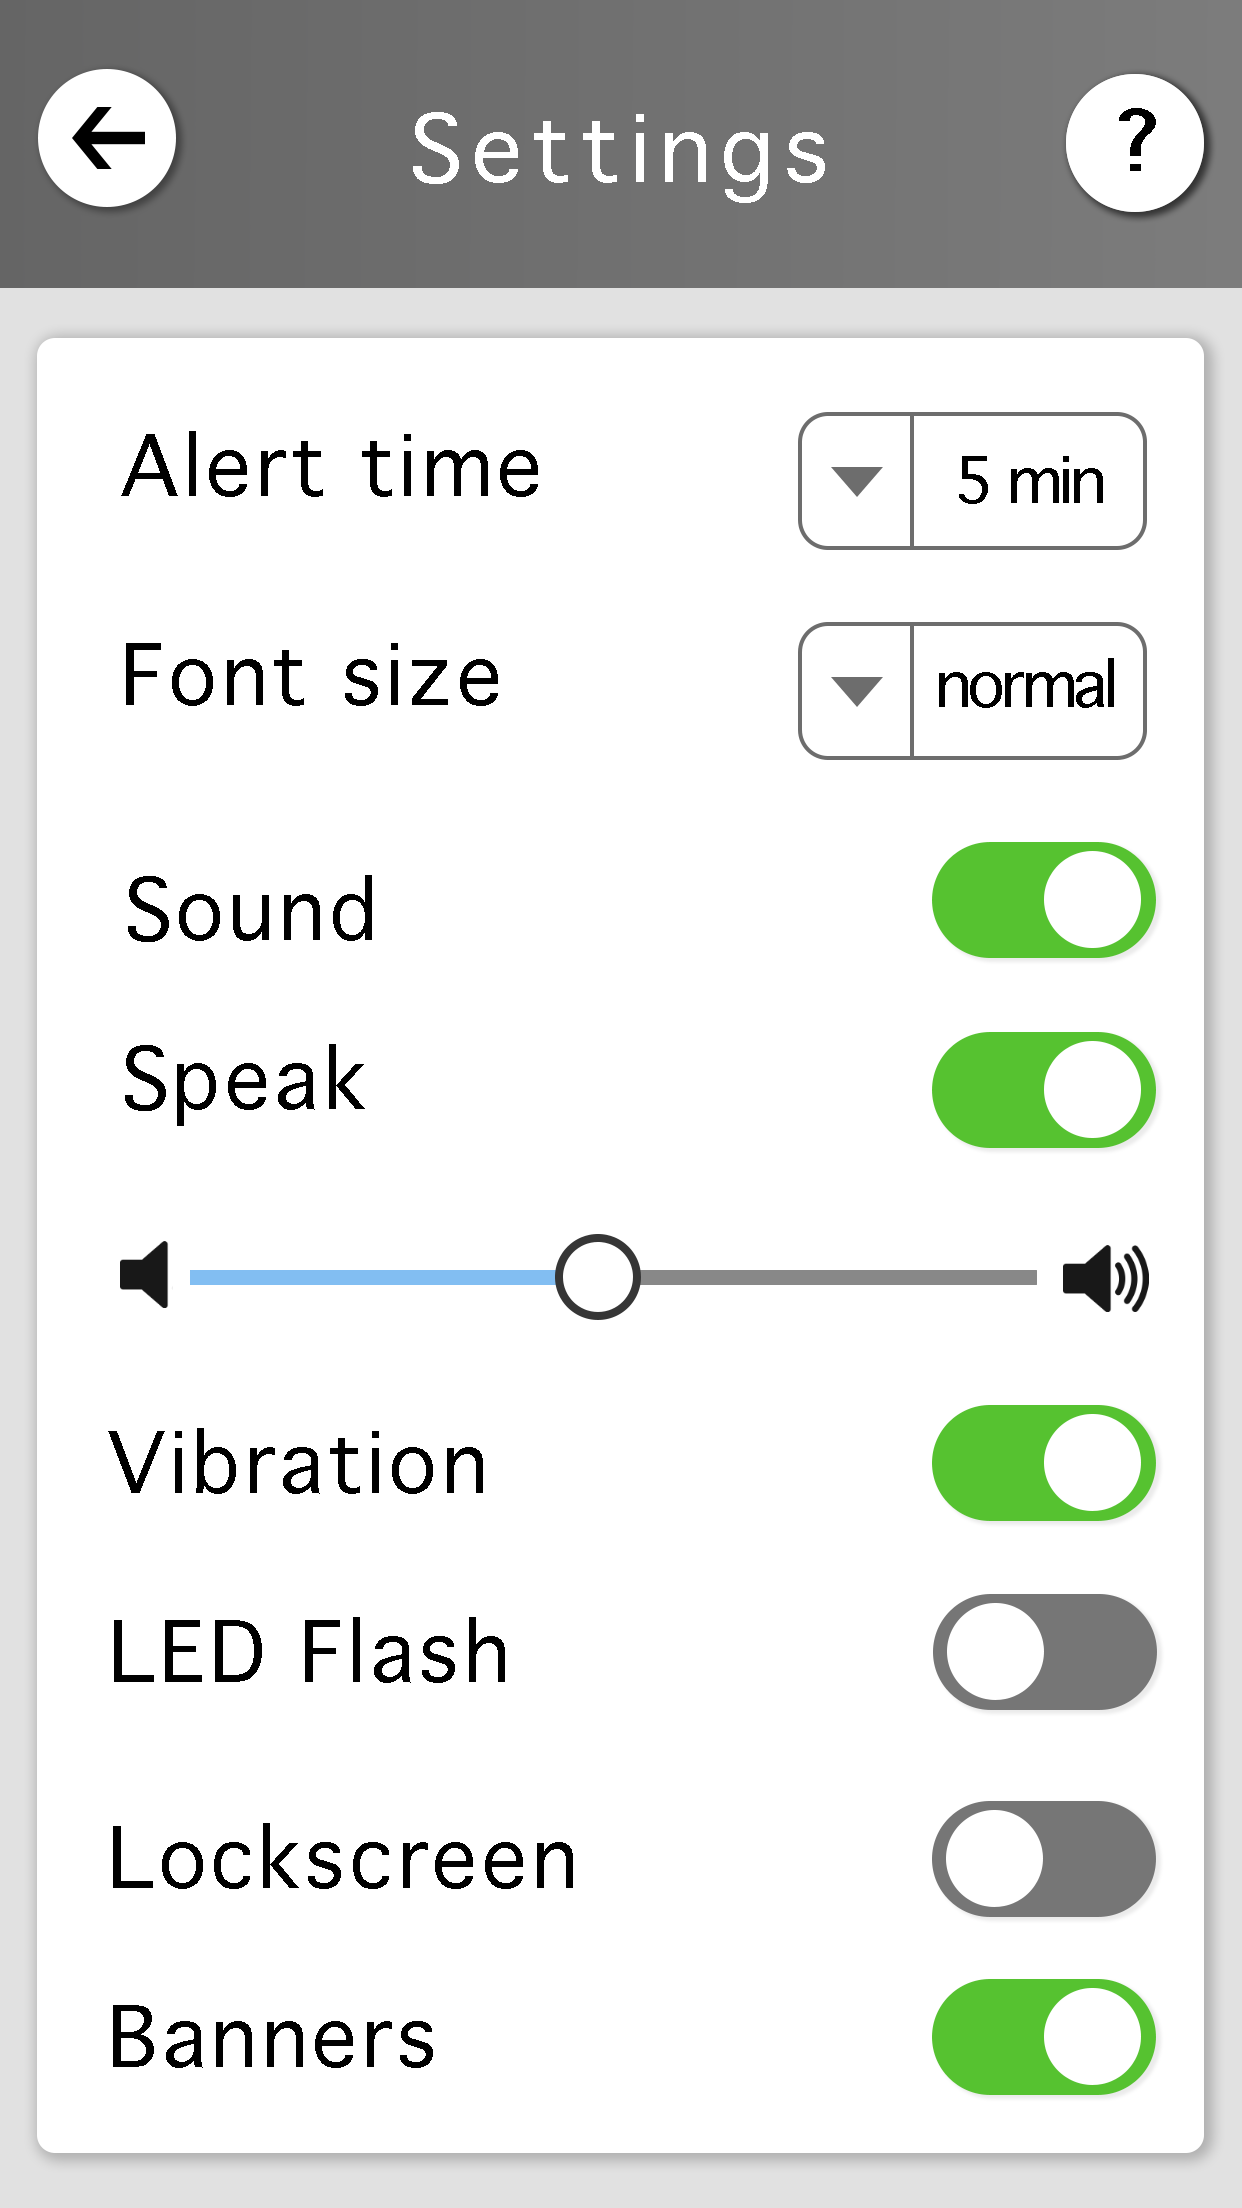 Settings
?
Alert time
5 min
Font size
normal
Sound
Speak
Vibration
LED Flash
Lockscreen
Banners